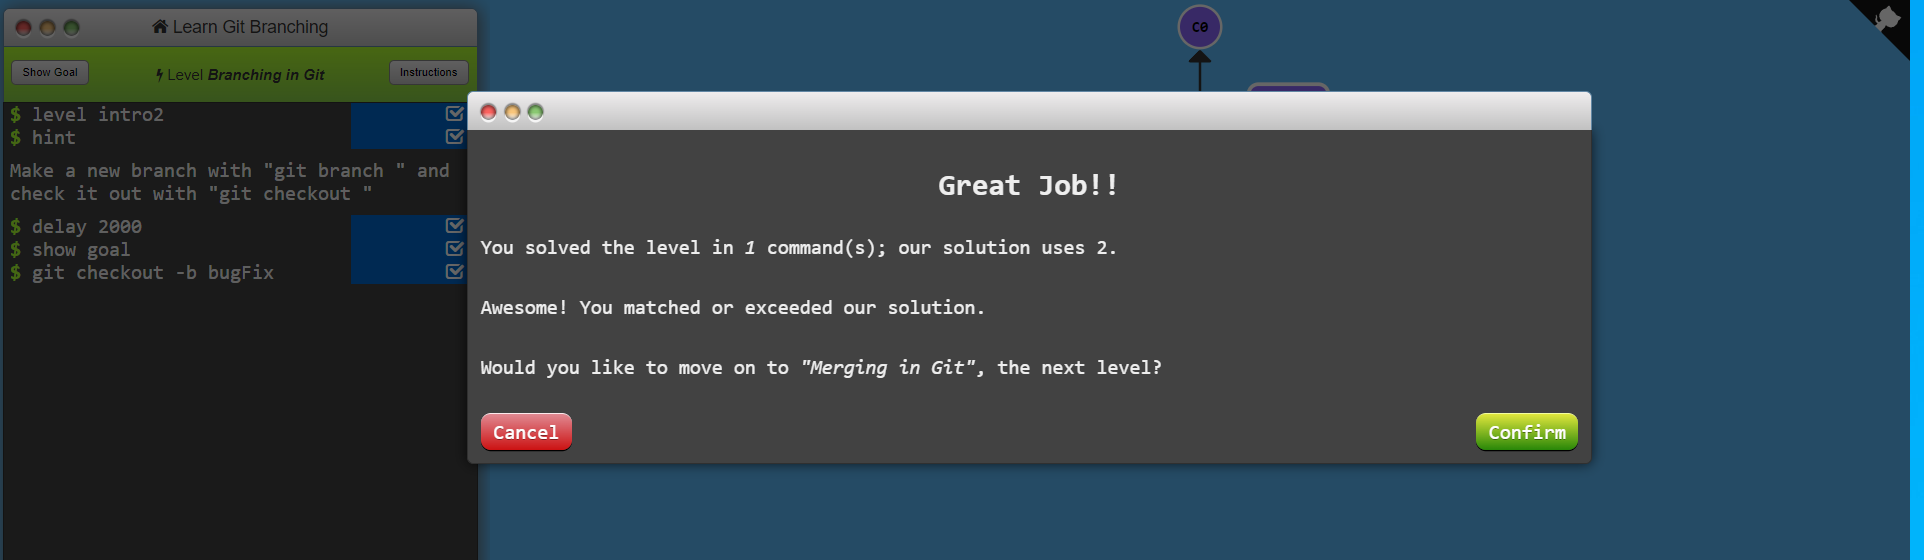 Learn Git Branching
Show Goal
Level Branching in Git
Instructions
$ level intro2
$ hint
Make a new branch with "git branch " and
check it out with "git checkout "
$ delay 2000
$ show goal
$ git checkout -b bugFix
C0
Great Job!!
You solved the level in 1 command(s); our solution uses 2.
Awesome! You matched or exceeded our solution.
Would you like to move on to "Merging in Git", the next level?
Cancel
Confirm